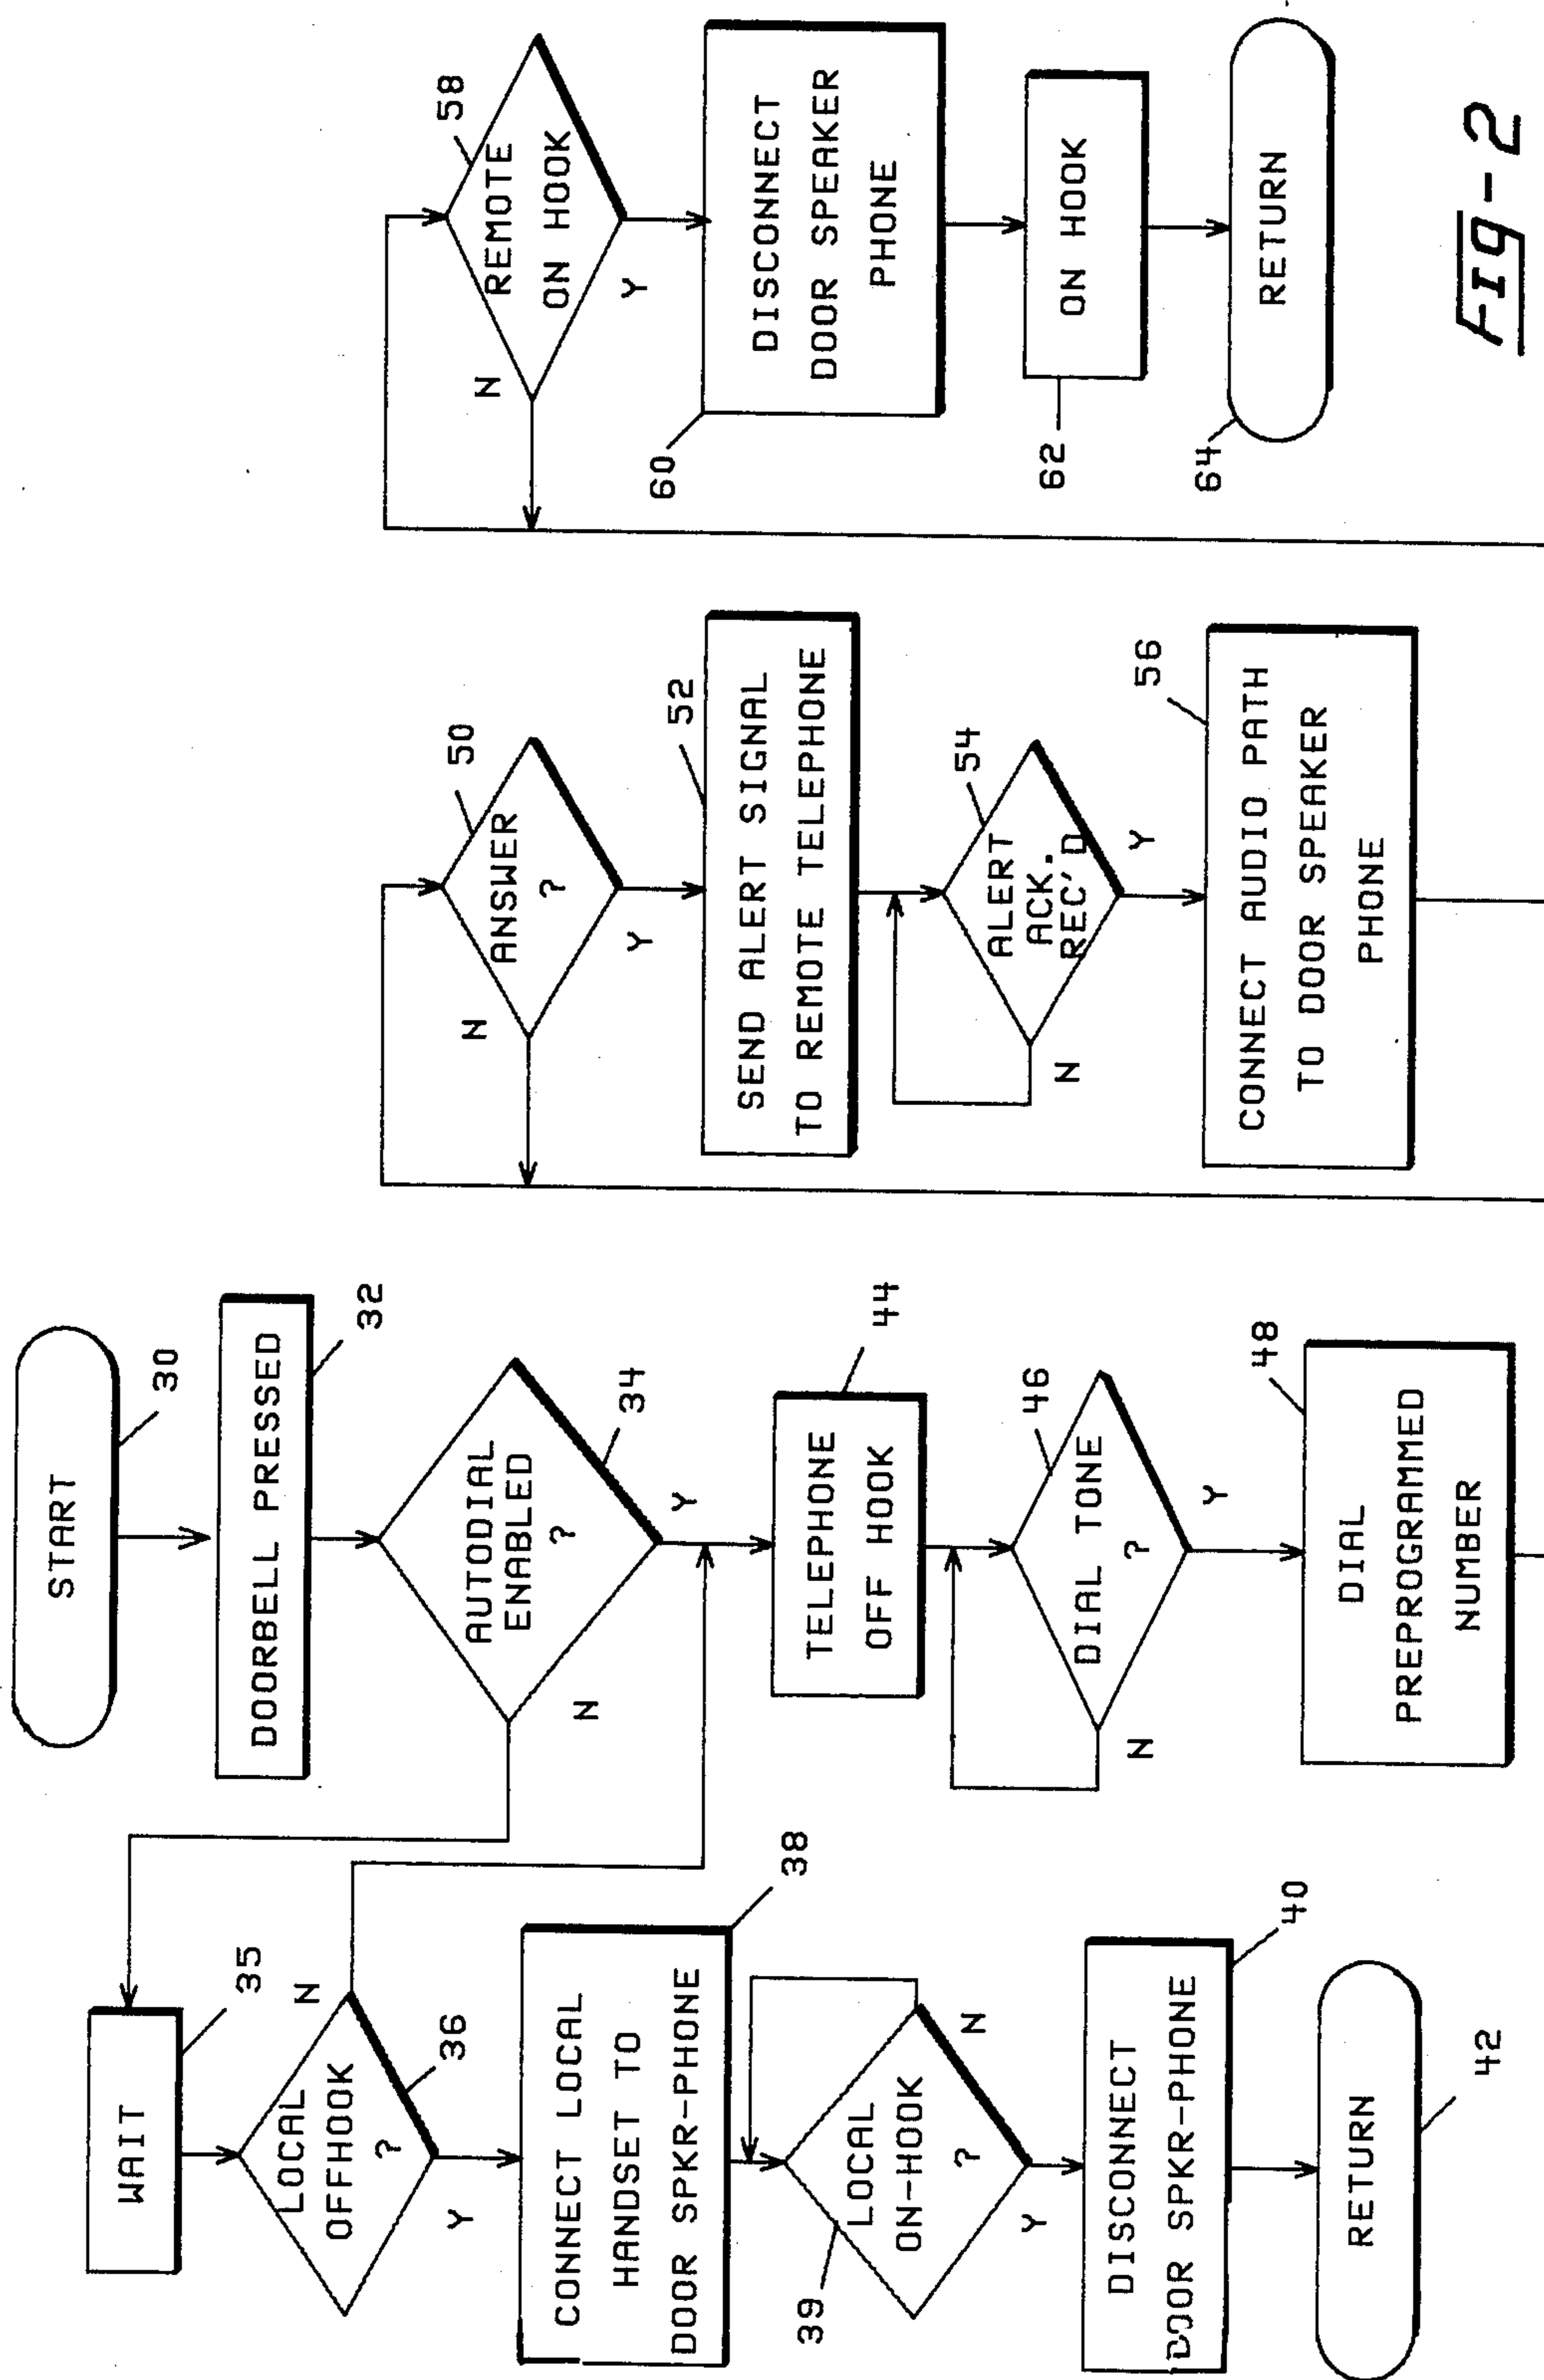 START
30
DOORBELL PRESSED
32
AUTODIAL
ENABLED
?
34
N
Y
WAIT
35
LOCAL
OFFHOOK
?
36
N
Y
CONNECT LOCAL
HANDSET TO
DOOR SPKR-PHONE
38
LOCAL
ON-HOOK
?
39
N
Y
DISCONNECT
DOOR SPKR-PHONE
40
RETURN
42
TELEPHONE
OFF HOOK
44
DIAL TONE
?
46
N
Y
DIAL
PREPROGRAMMED
NUMBER
48
ANSWER
?
50
N
Y
SEND ALERT SIGNAL
TO REMOTE TELEPHONE
52
ALERT
ACK.
REC'D
54
N
Y
CONNECT AUDIO PATH
TO DOOR SPEAKER
PHONE
56
REMOTE
ON HOOK
58
N
Y
DISCONNECT
DOOR SPEAKER
PHONE
60
ON HOOK
62
RETURN
64
FIG-2